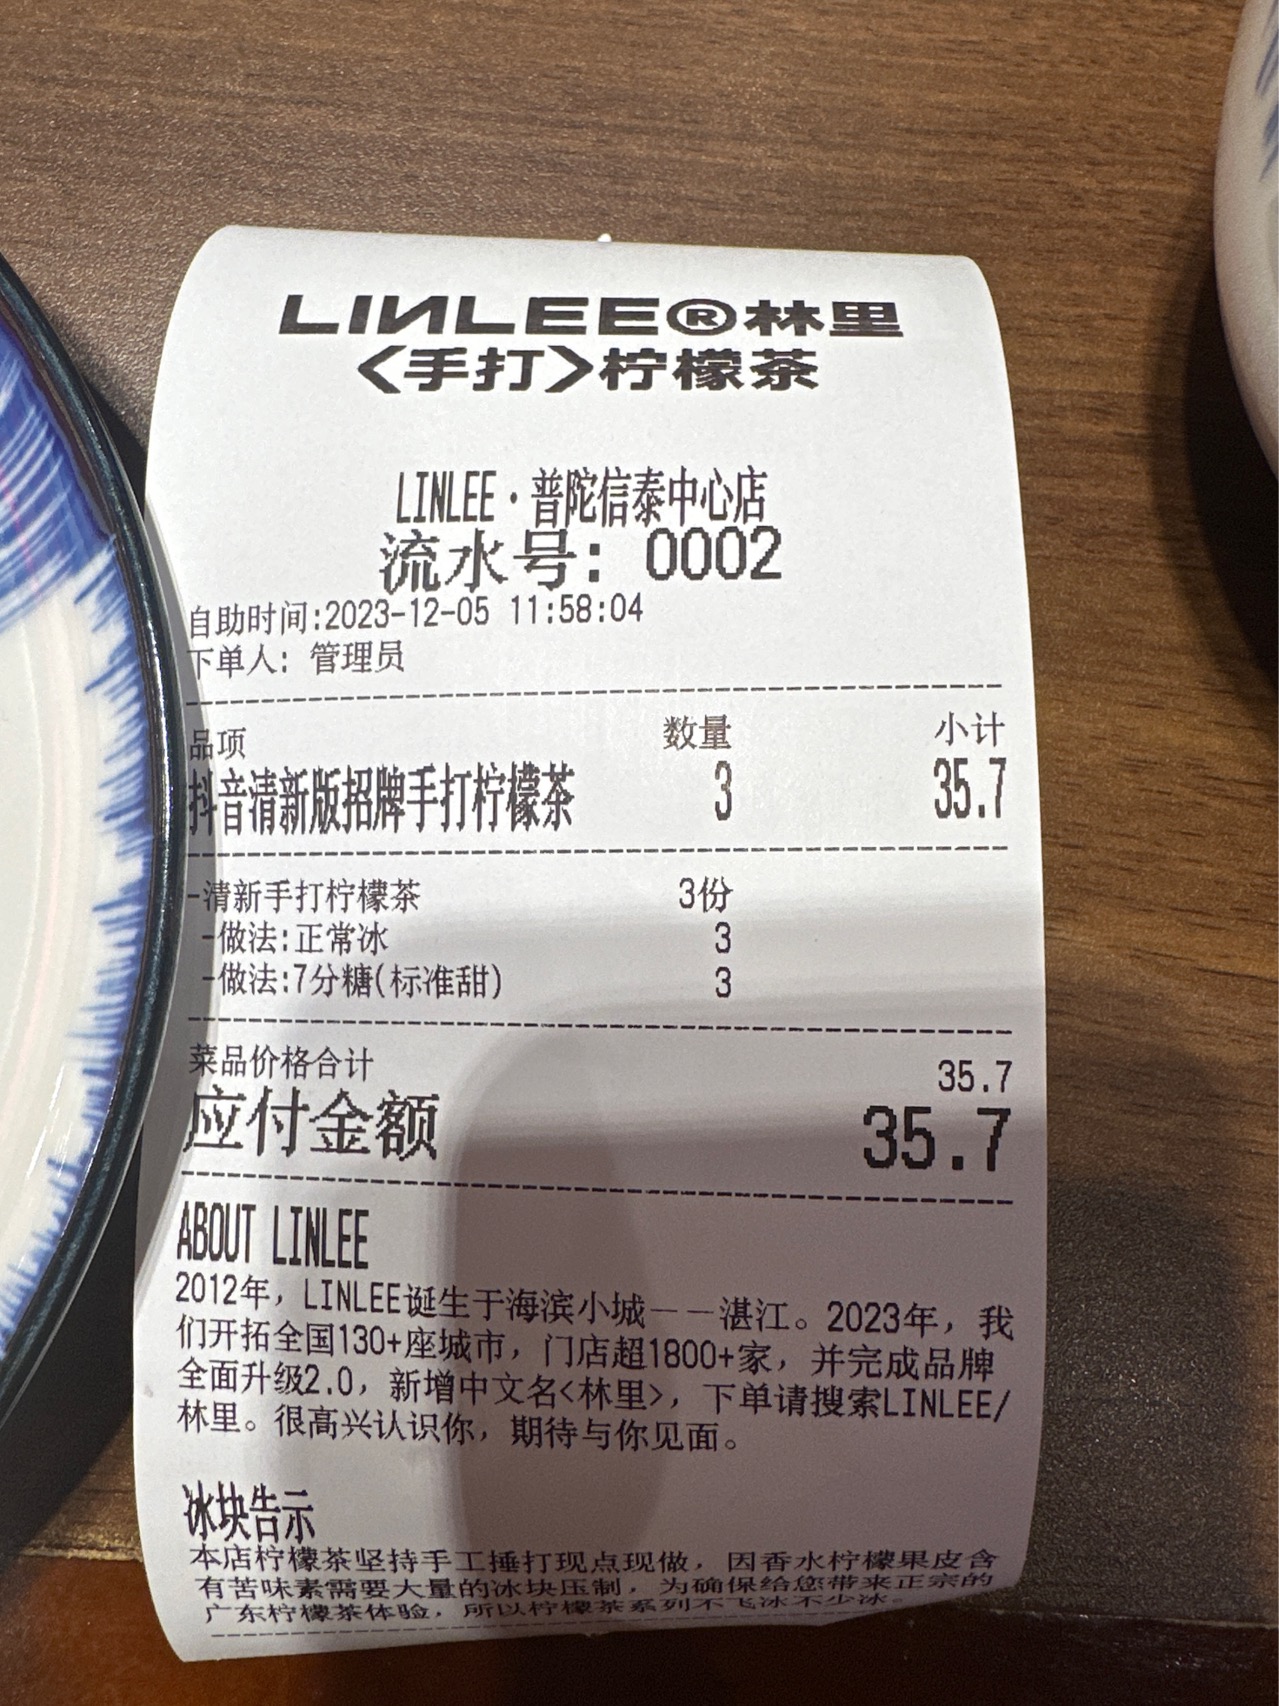 LINLEE®林里
<手打>柠檬茶
LINLEE·普陀信泰中心店
流水号: 0002
自助时间:2023-12-05 11:58:04
下单人: 管理员
品项 数量 小计
抖音清新版招牌手打柠檬茶 3 35.7
-清新手打柠檬茶 3份
-做法:正常冰 3
-做法:7分糖(标准甜) 3
菜品价格合计 35.7
应付金额 35.7
ABOUT LINLEE
2012年，LINLEE诞生于海滨小城——湛江。2023年，我
们开拓全国130+座城市，门店超1800+家，并完成品牌
全面升级2.0，新增中文名<林里>，下单请搜索LINLEE/
林里。很高兴认识你，期待与你见面。
冰块告示
本店柠檬茶坚持手工捶打现点现做，因香水柠檬果皮含
有苦味素需要大量的冰块压制，为确保给您带来正宗的
广东柠檬茶体验，所以柠檬茶系列不飞冰不少冰。